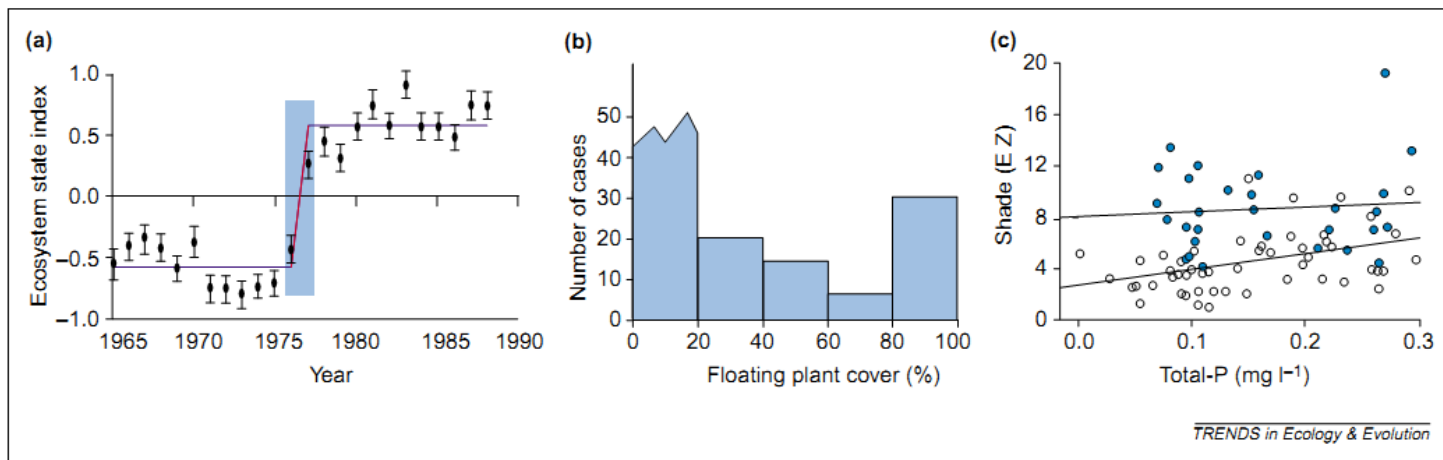 (a)
Ecosystem state index
1.0
0.5
0.0
–0.5
–1.0
1965 1970 1975 1980 1985 1990
Year
(b)
Number of cases
50
40
30
20
10
0
0 20 40 60 80 100
Floating plant cover (%)
(c)
Shade (E Z)
20
16
12
8
4
0
0.0 0.1 0.2 0.3
Total-P (mg l–1)
TRENDS in Ecology & Evolution